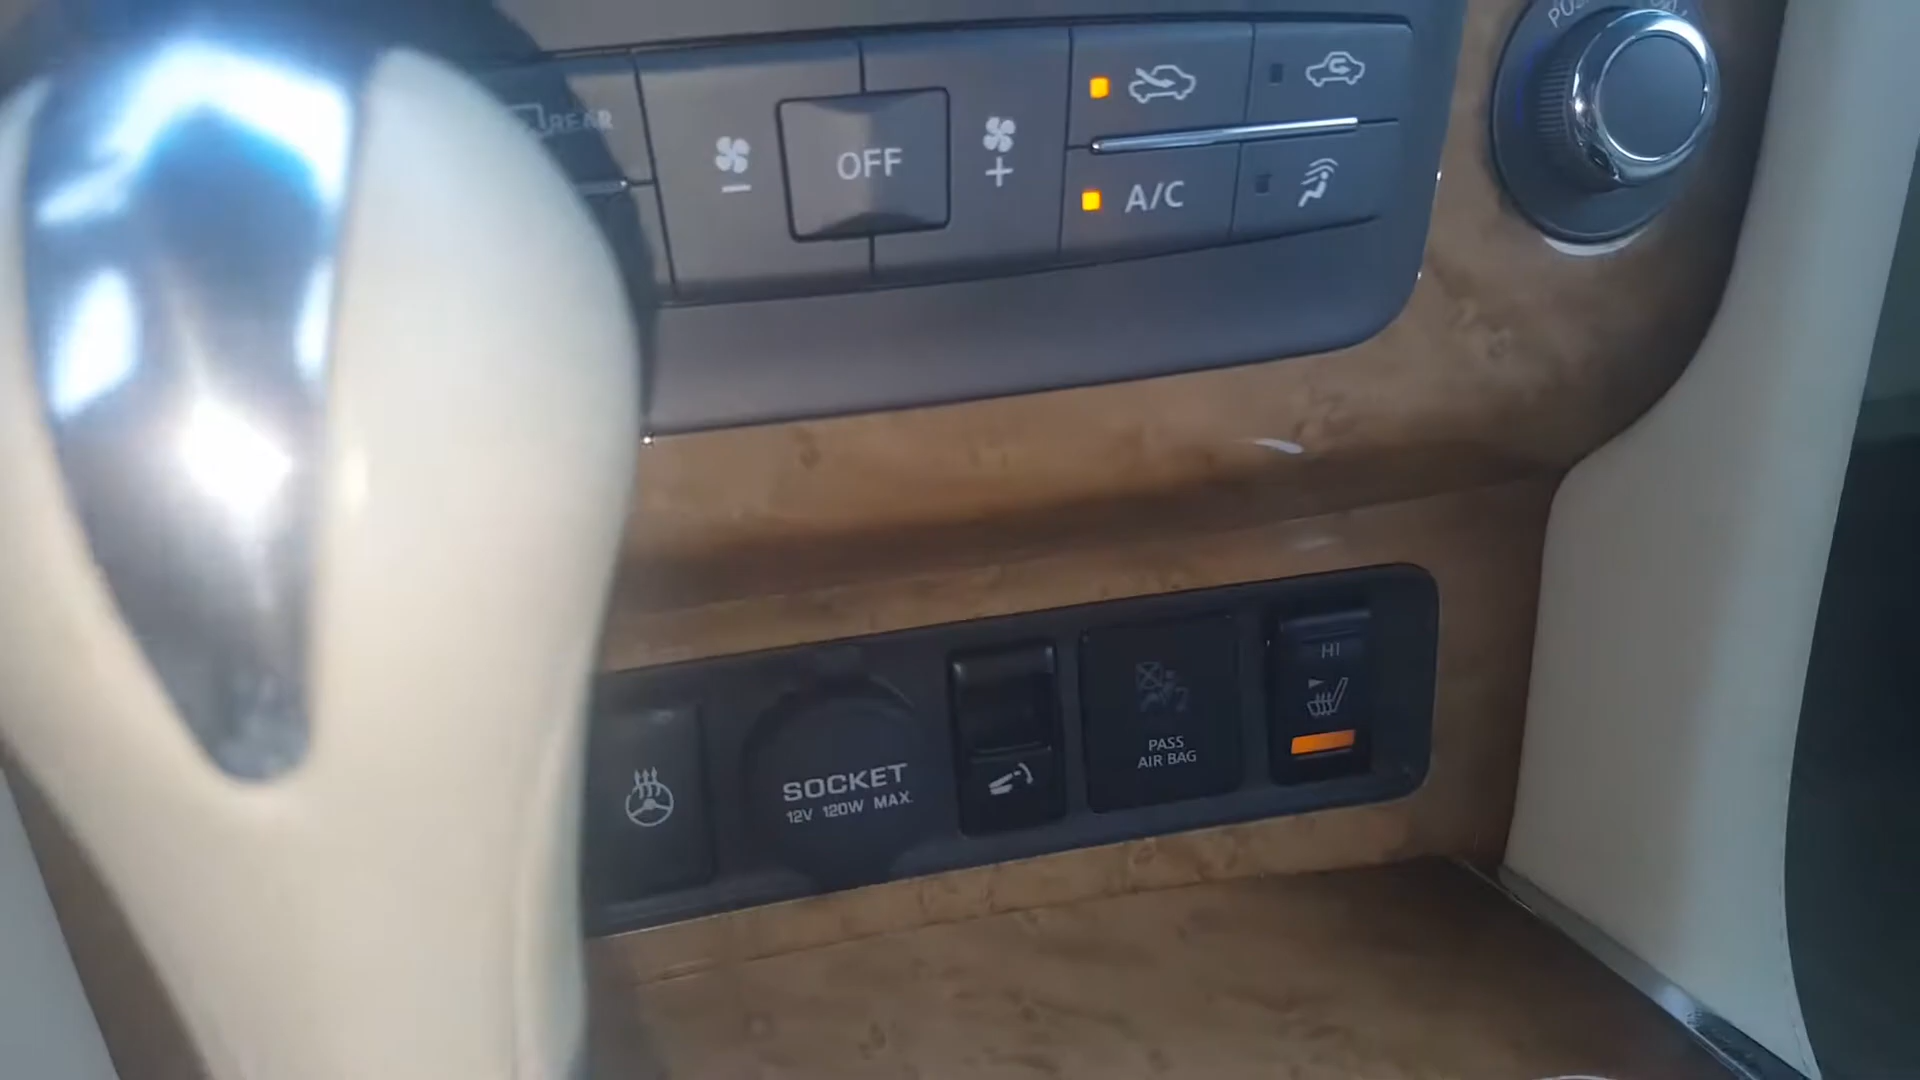 REAR
OFF
A/C
HI
PASS
AIR BAG
SOCKET
12V 120W MAX.